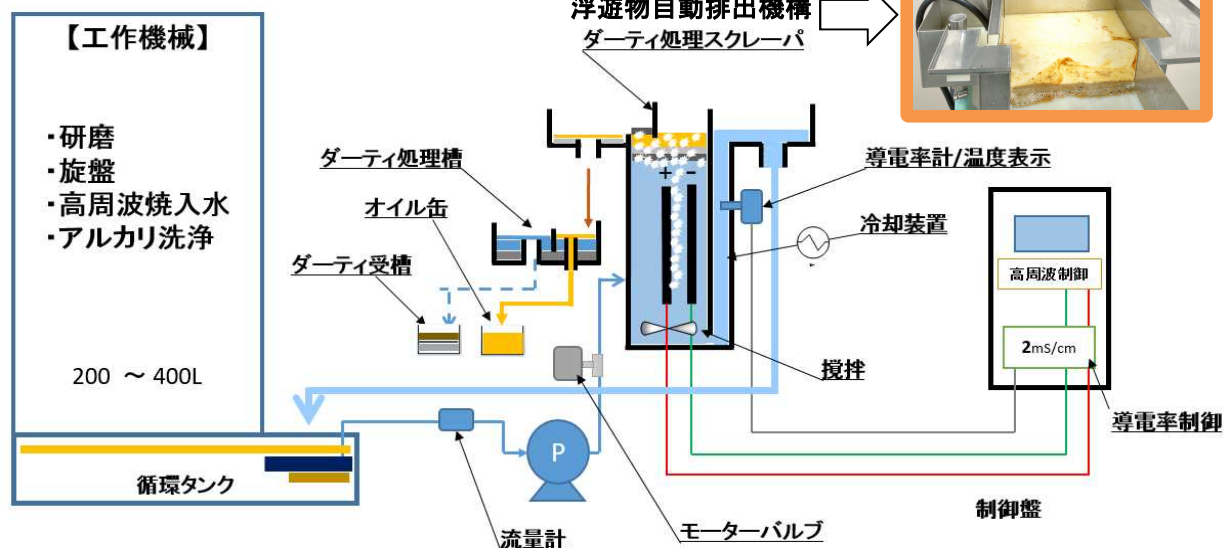 浮遊物自動排出機構
ダーティ処理スクレーパ
【工作機械】
・研磨
・旋盤
・高周波焼入水
・アルカリ洗浄
200 ～ 400L
循環タンク
ダーティ処理槽
オイル缶
ダーティ受槽
+ −
導電率計/温度表示
冷却装置
撹拌
高周波制御
2mS/cm
導電率制御
制御盤
P
流量計
モーターバルブ